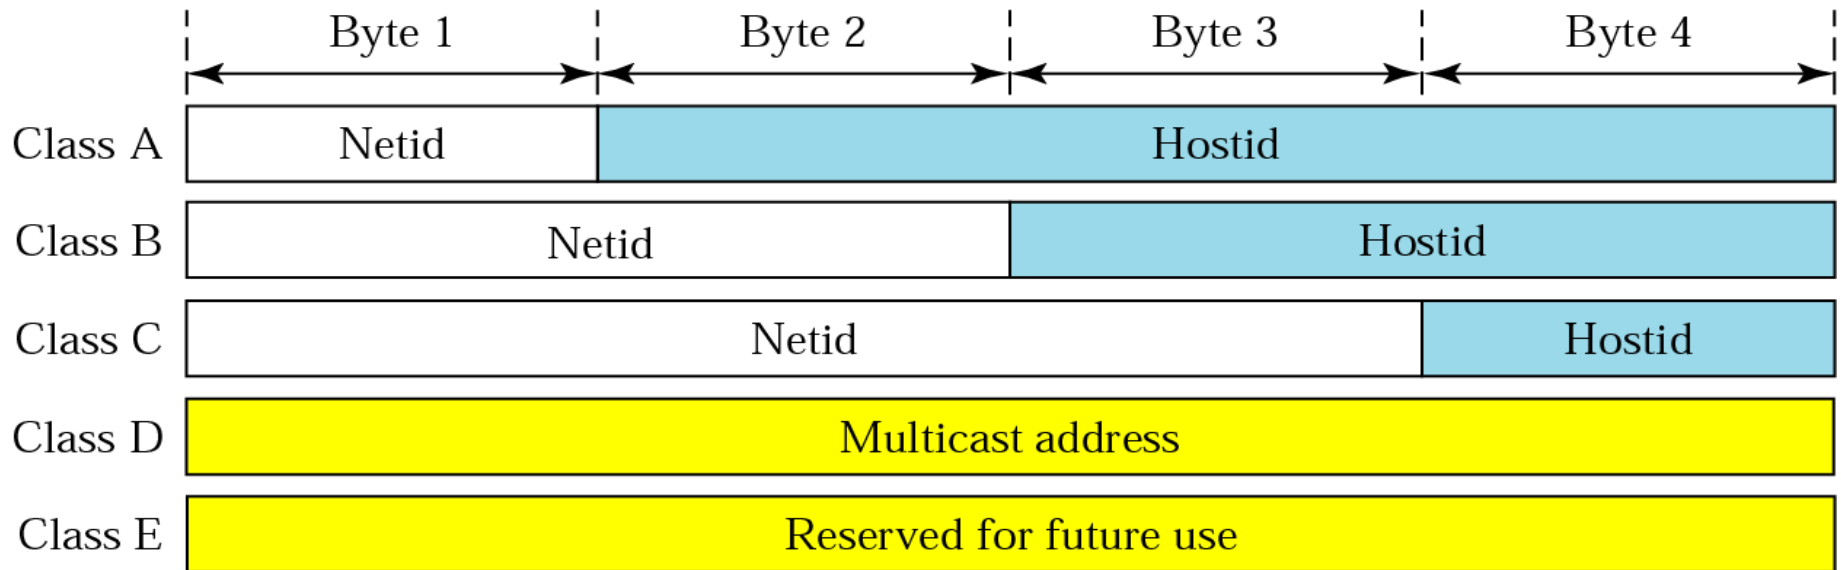 Byte 1 Byte 2 Byte 3 Byte 4
Class A Netid Hostid
Class B Netid Hostid
Class C Netid Hostid
Class D Multicast address
Class E Reserved for future use